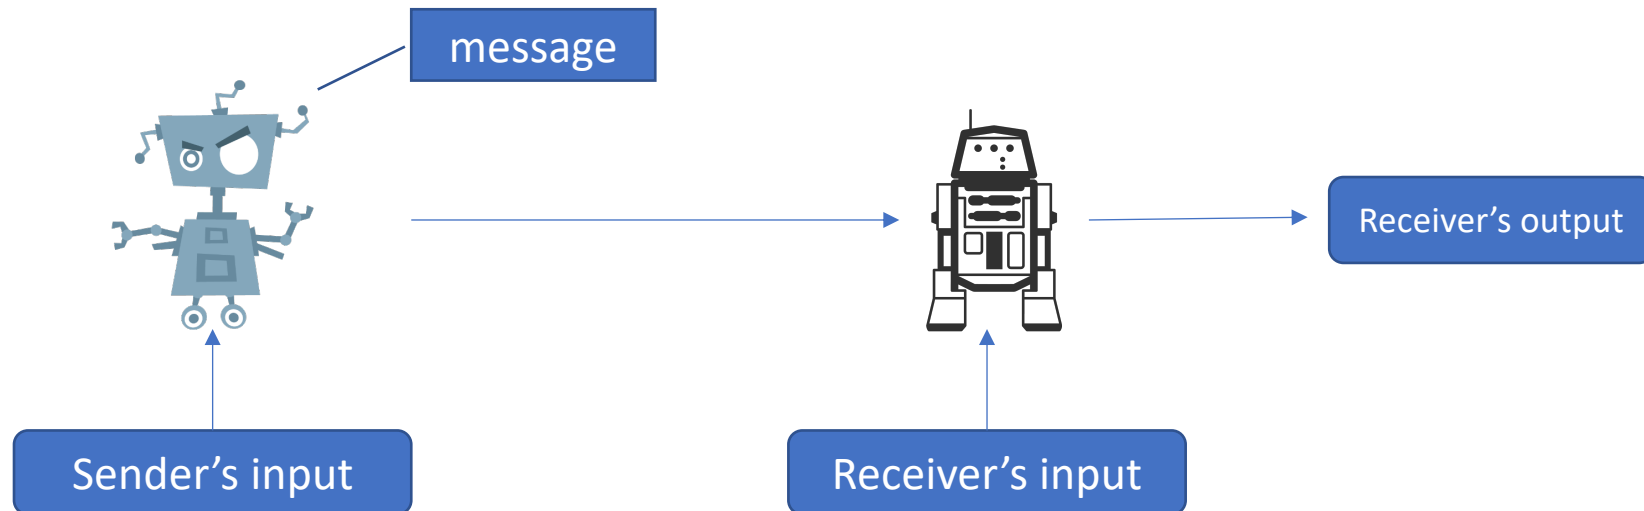 message
Receiver’s output
Sender’s input
Receiver’s input